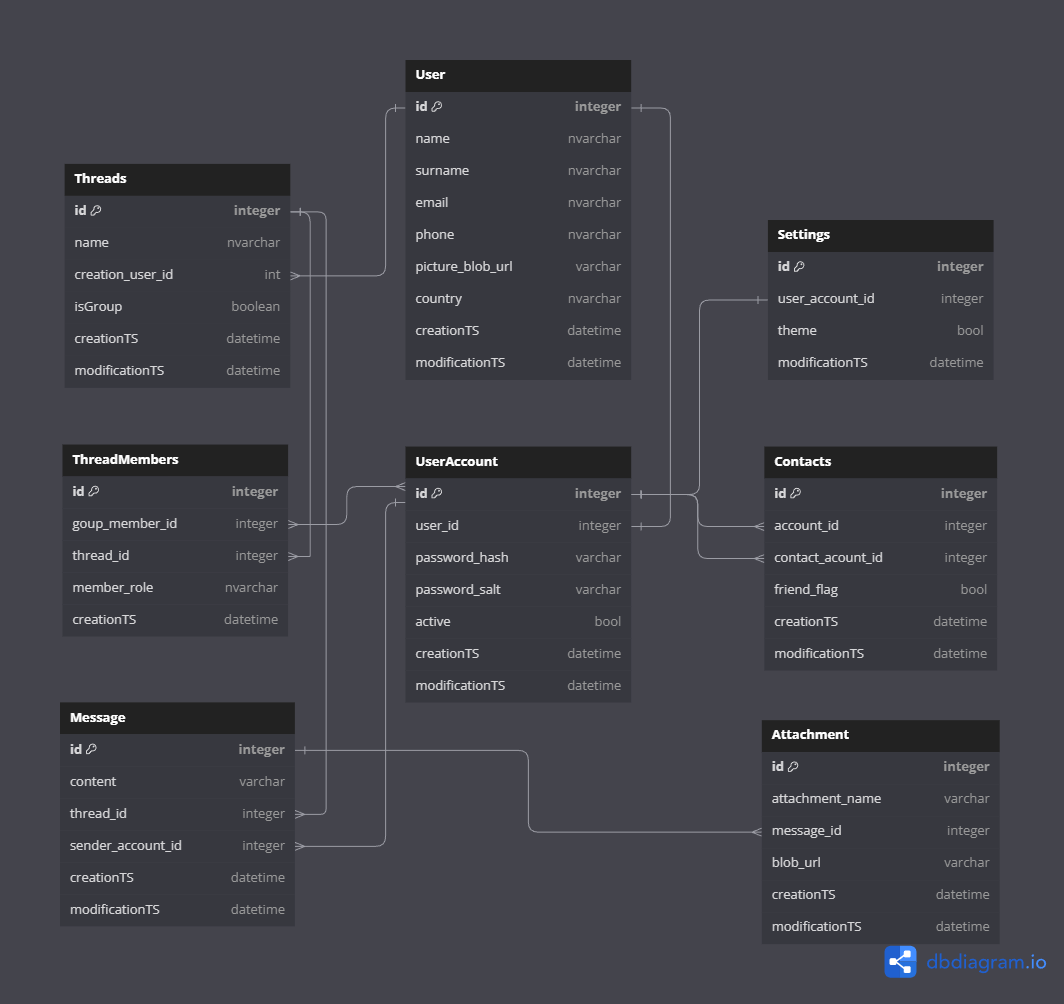 User
id integer
name nvarchar
surname nvarchar
email nvarchar
phone nvarchar
picture_blob_url varchar
country nvarchar
creationTS datetime
modificationTS datetime
Threads
id integer
name nvarchar
creation_user_id int
isGroup boolean
creationTS datetime
modificationTS datetime
Settings
id integer
user_account_id integer
theme bool
modificationTS datetime
ThreadMembers
id integer
goup_member_id integer
thread_id integer
member_role nvarchar
creationTS datetime
UserAccount
id integer
user_id integer
password_hash varchar
password_salt varchar
active bool
creationTS datetime
modificationTS datetime
Contacts
id integer
account_id integer
contact_acount_id integer
friend_flag bool
creationTS datetime
modificationTS datetime
Message
id integer
content varchar
thread_id integer
sender_account_id integer
creationTS datetime
modificationTS datetime
Attachment
id integer
attachment_name varchar
message_id integer
blob_url varchar
creationTS datetime
modificationTS datetime
dbdiagram.io